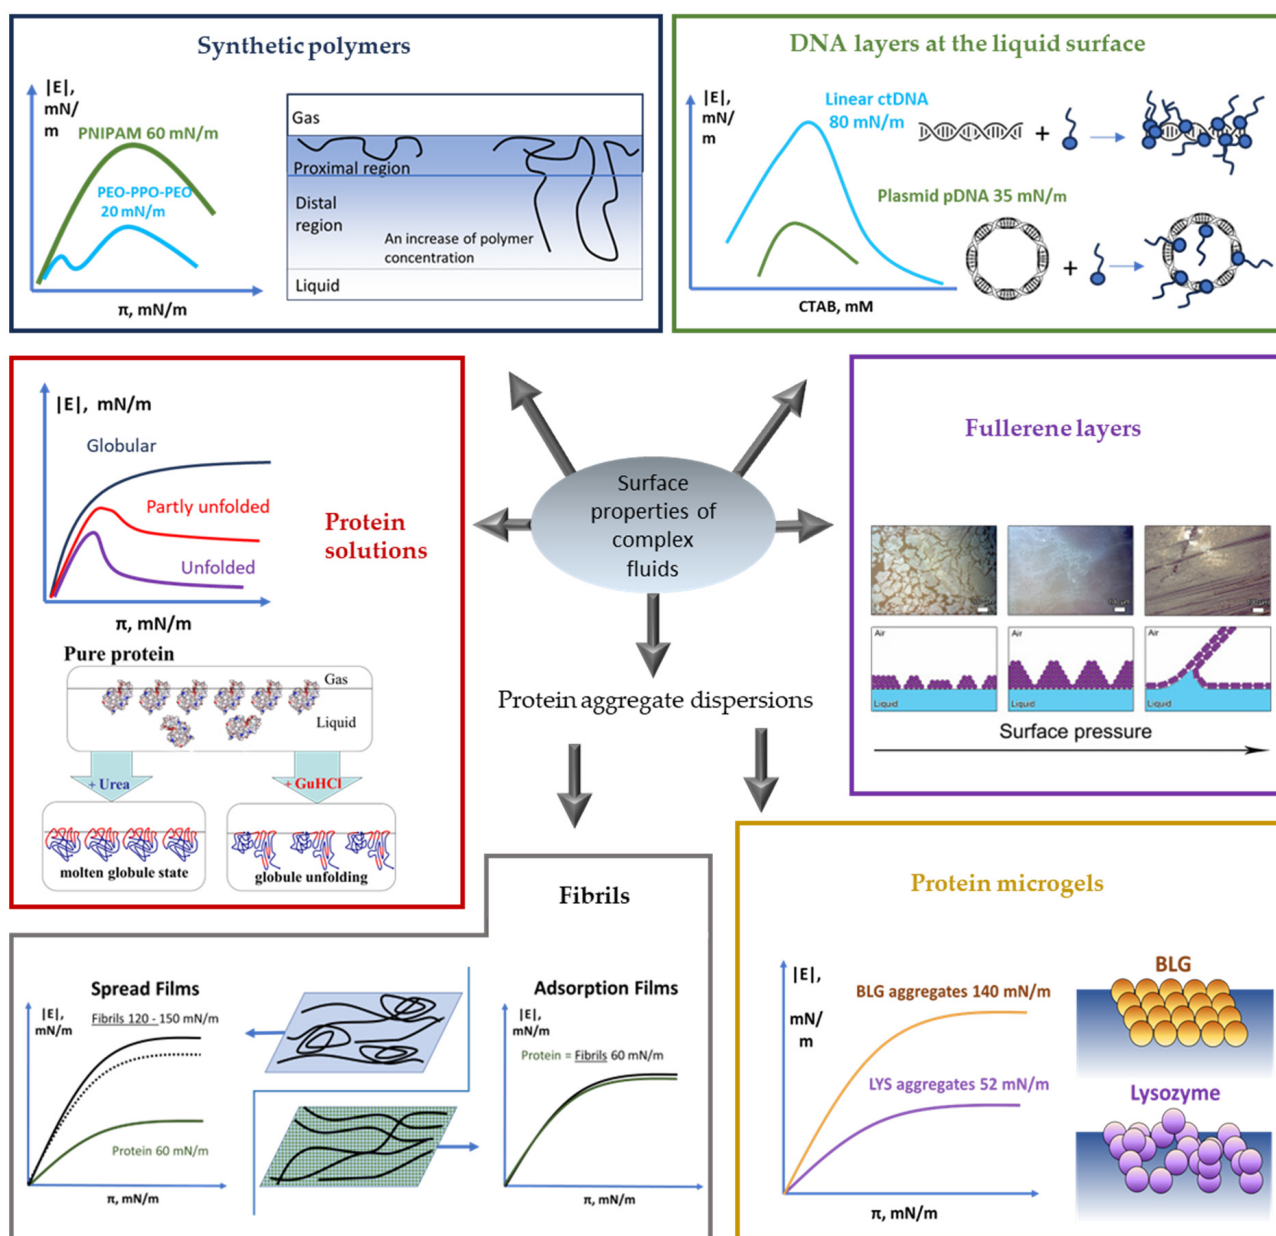 Synthetic polymers
|E|,
mN/
m
PNIPAM 60 mN/m
PEO-PPO-PEO
20 mN/m
π, mN/m
Gas
Proximal region
Distal
region
An increase of polymer
concentration
Liquid
DNA layers at the liquid surface
|E|,
mN/
m
Linear ctDNA
80 mN/m
+
Plasmid pDNA 35 mN/m
+
CTAB, mM
|E|, mN/m
Globular
Partly unfolded
Unfolded
π, mN/m
Protein
solutions
Pure protein
Gas
Liquid
+ Urea
+ GuHCl
molten globule state
globule unfolding
Surface
properties of
complex
fluids
Protein aggregate dispersions
Fullerene layers
Air
Liquid
Air
Liquid
Air
Liquid
Surface pressure
Fibrils
Spread Films
|E|,
mN/m
Fibrils 120 - 150 mN/m
Protein 60 mN/m
π, mN/m
Adsorption Films
|E|,
mN/m
Protein = Fibrils 60 mN/m
π, mN/m
Protein microgels
|E|,
mN/
m
BLG aggregates 140 mN/m
LYS aggregates 52 mN/m
π, mN/m
BLG
Lysozyme